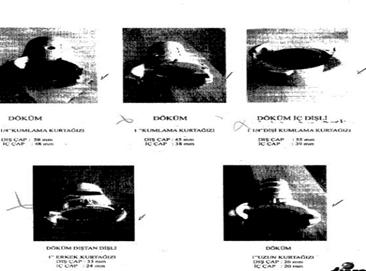 DÖKÜM
1/4" KUMLAMA KURTAĞIZI
DIŞ ÇAP : 58 mm
İÇ ÇAP : 48 mm
DÖKÜM
1" KUMLAMA KURTAĞIZI
DIŞ ÇAP : 45 mm
İÇ ÇAP : 38 mm
DÖKÜM İÇ DİŞLİ
1 1/4" DİŞİ KUMLAMA KURTAĞIZI
DIŞ ÇAP : 55 mm
İÇ ÇAP : 39 mm
DÖKÜM DIŞTAN DİŞLİ
1" ERKEK KURTAĞIZI
DIŞ ÇAP : 33 mm
İÇ ÇAP : 24 mm
DÖKÜM
1" UZUN KURTAĞIZI
DIŞ ÇAP : 26 mm
İÇ ÇAP : 20 mm